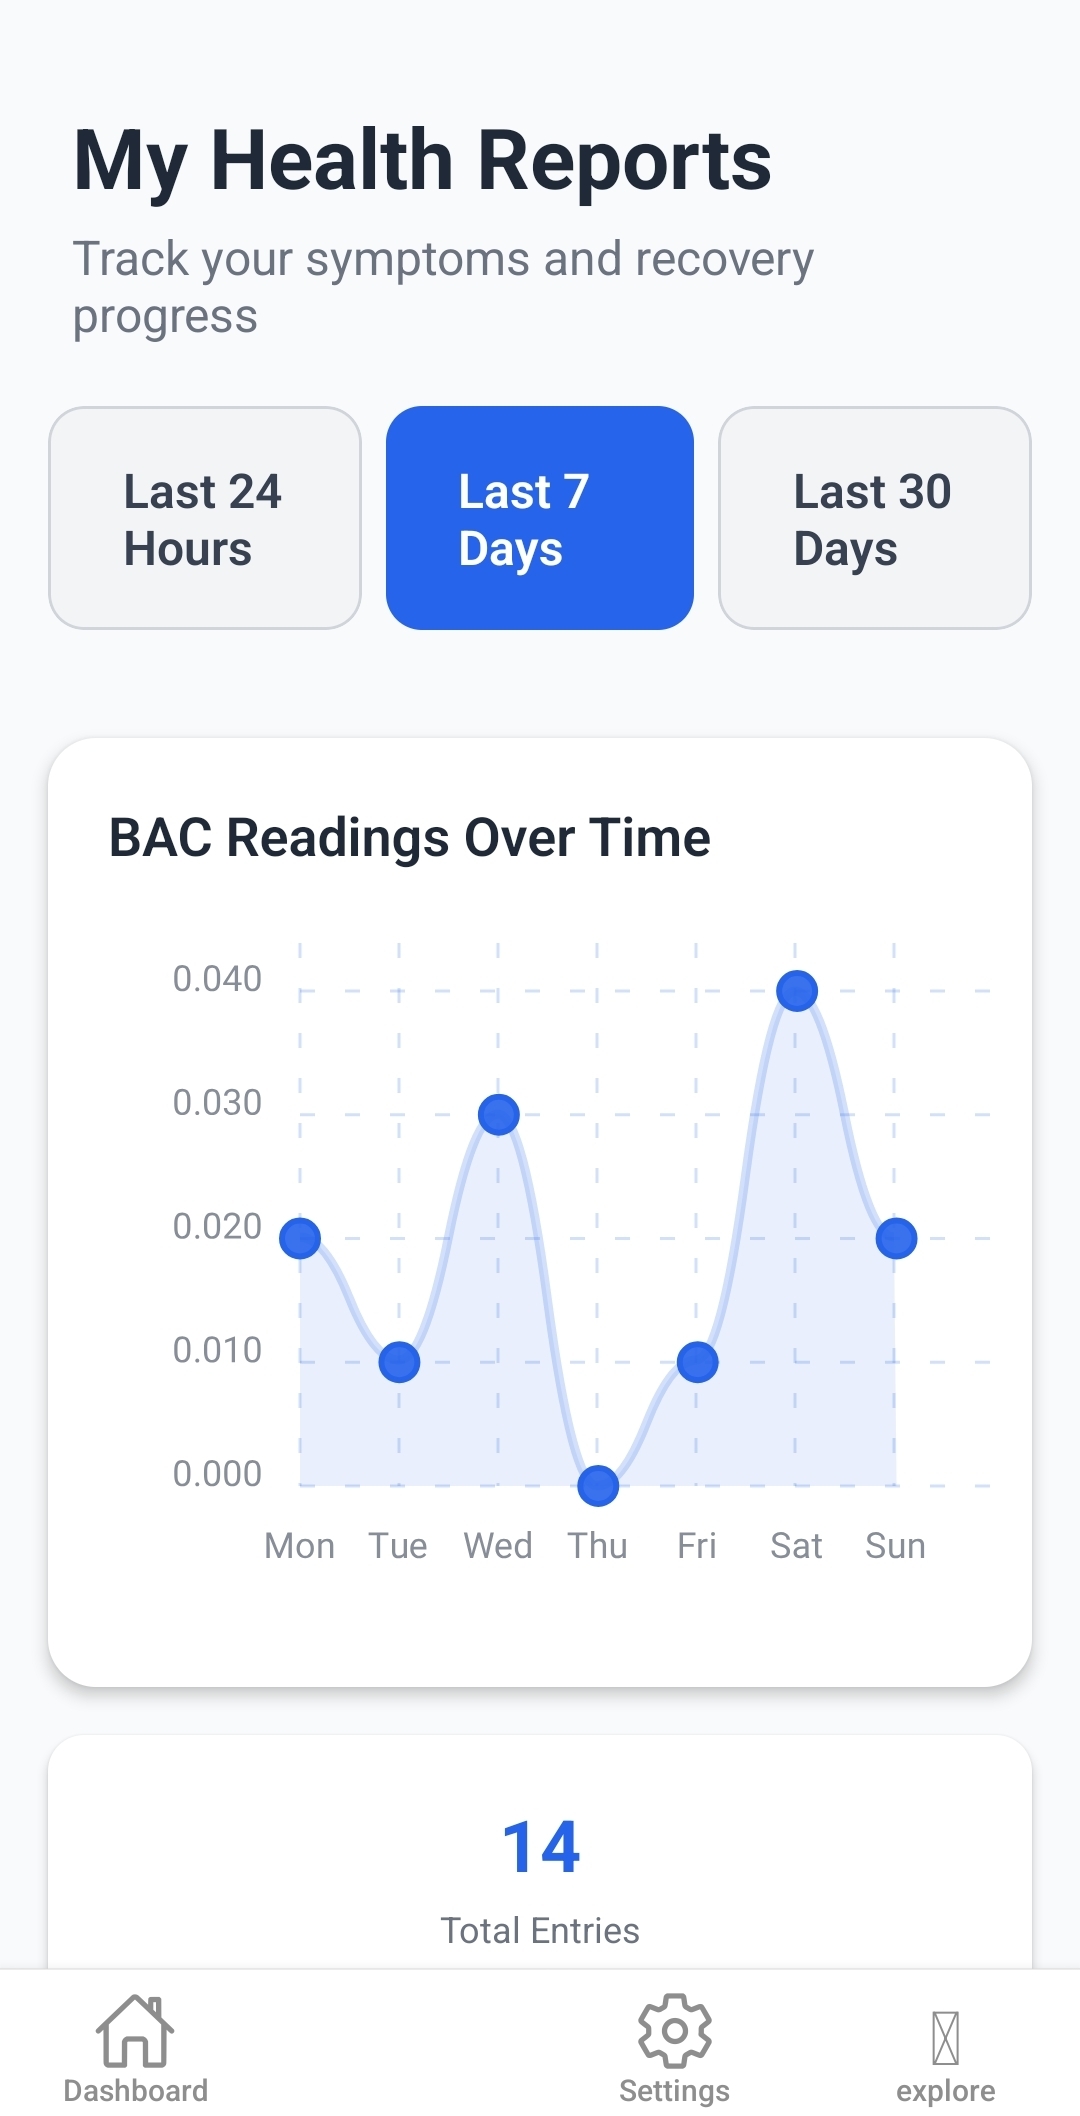 My Health Reports
Track your symptoms and recovery
progress
Last 24
Hours
Last 7
Days
Last 30
Days
BAC Readings Over Time
0.040
0.030
0.020
0.010
0.000
Mon Tue Wed Thu Fri Sat Sun
14
Total Entries
Dashboard Settings explore